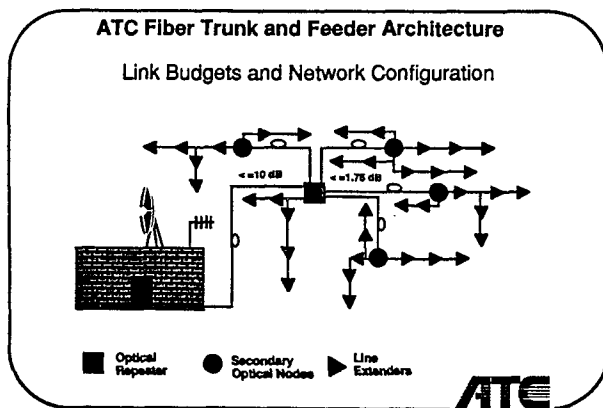 ATC Fiber Trunk and Feeder Architecture
Link Budgets and Network Configuration
<=10 dB
<=1.75 dB
Optical
Repeater
Secondary
Optical Nodes
Line
Extenders
ATC